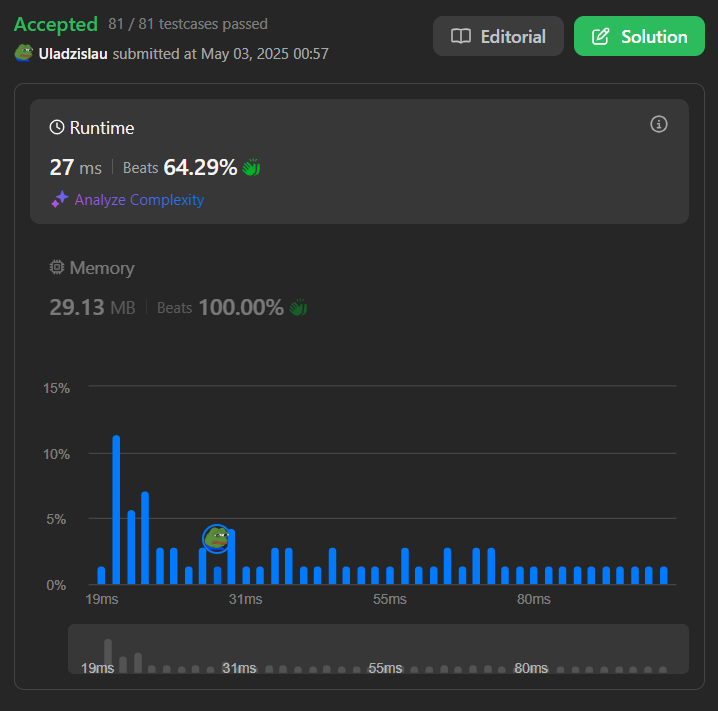 Accepted 81 / 81 testcases passed
Uladzislau submitted at May 03, 2025 00:57
Editorial
Solution
Runtime
27 ms Beats 64.29%
Analyze Complexity
Memory
29.13 MB Beats 100.00%
15%
10%
5%
0%
19ms 31ms 55ms 80ms
19ms 31ms 55ms 80ms